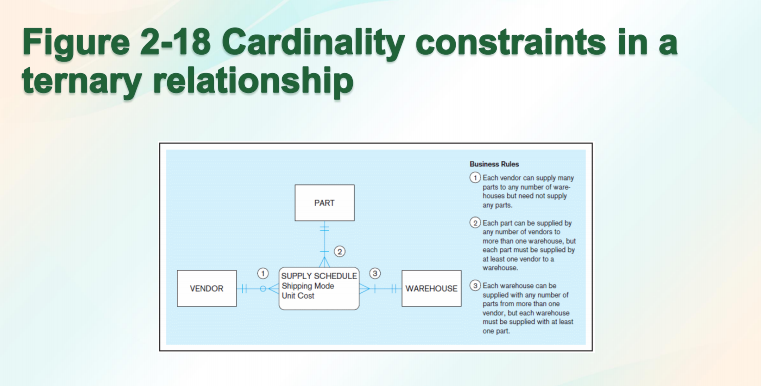 Figure 2-18 Cardinality constraints in a
ternary relationship
PART
2
1
SUPPLY SCHEDULE
Shipping Mode
Unit Cost
3
VENDOR
WAREHOUSE
Business Rules
1 Each vendor can supply many
parts to any number of ware-
houses but need not supply
any parts.
2 Each part can be supplied by
any number of vendors to
more than one warehouse, but
each part must be supplied by
at least one vendor to a
warehouse.
3 Each warehouse can be
supplied with any number of
parts from more than one
vendor, but each warehouse
must be supplied with at least
one part.